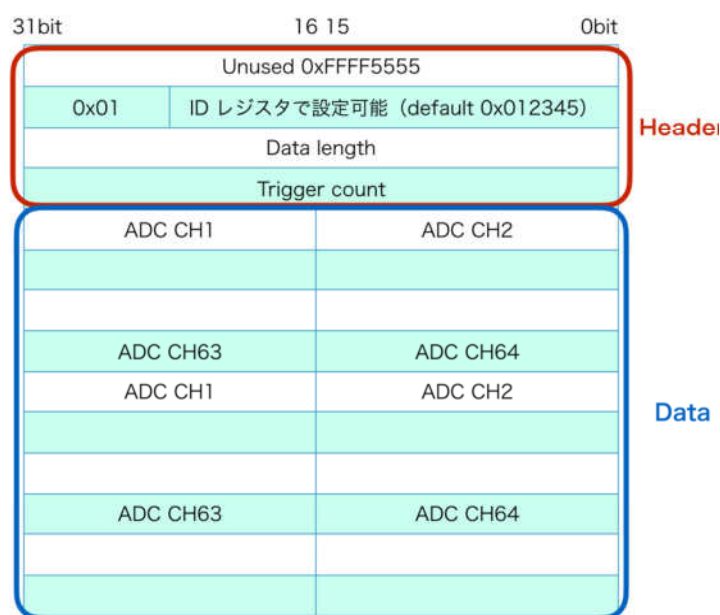 31bit 16 15 0bit
Unused 0xFFFF5555
0x01 ID レジスタで設定可能（default 0x012345）
Header
Data length
Trigger count
ADC CH1 ADC CH2
ADC CH63 ADC CH64
ADC CH1 ADC CH2
Data
ADC CH63 ADC CH64